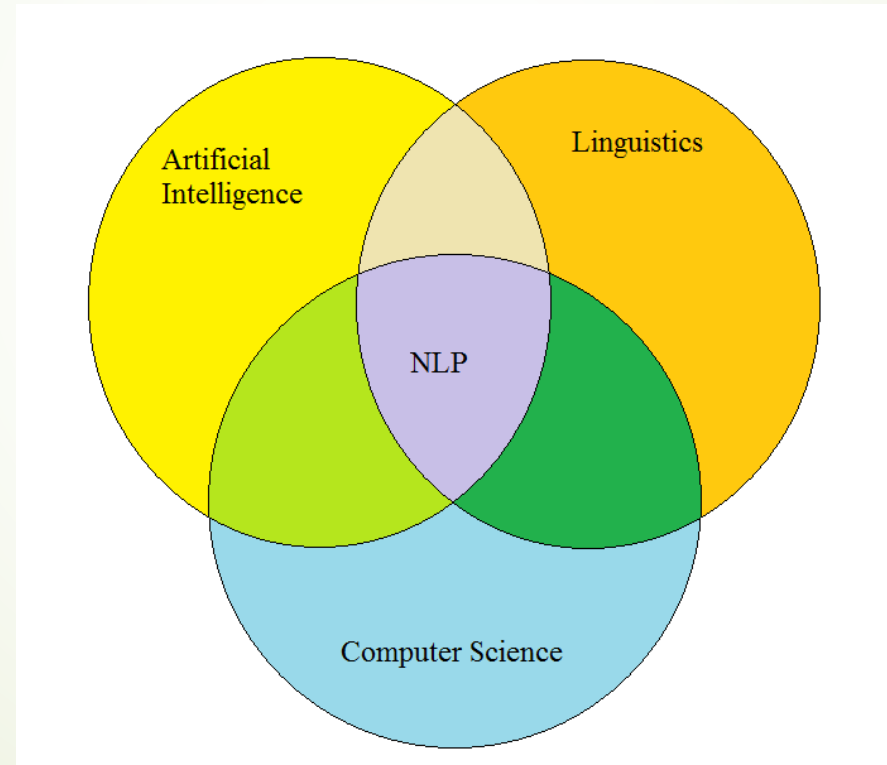 Artificial
Intelligence
Linguistics
NLP
Computer Science